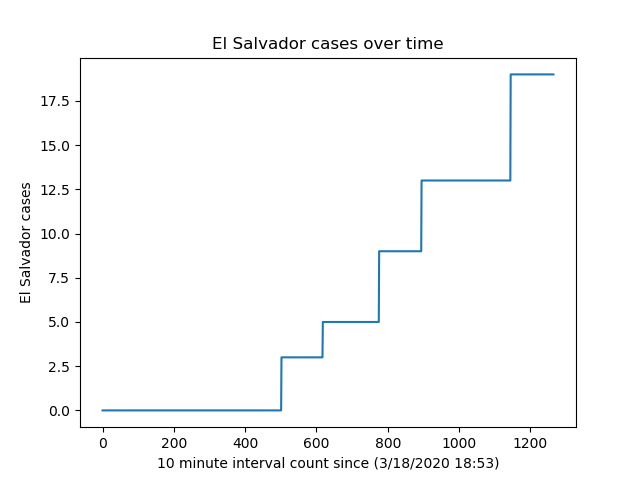 El Salvador cases over time
17.5
15.0
12.5
10.0
7.5
5.0
2.5
0.0
El Salvador cases
0 200 400 600 800 1000 1200
10 minute interval count since (3/18/2020 18:53)